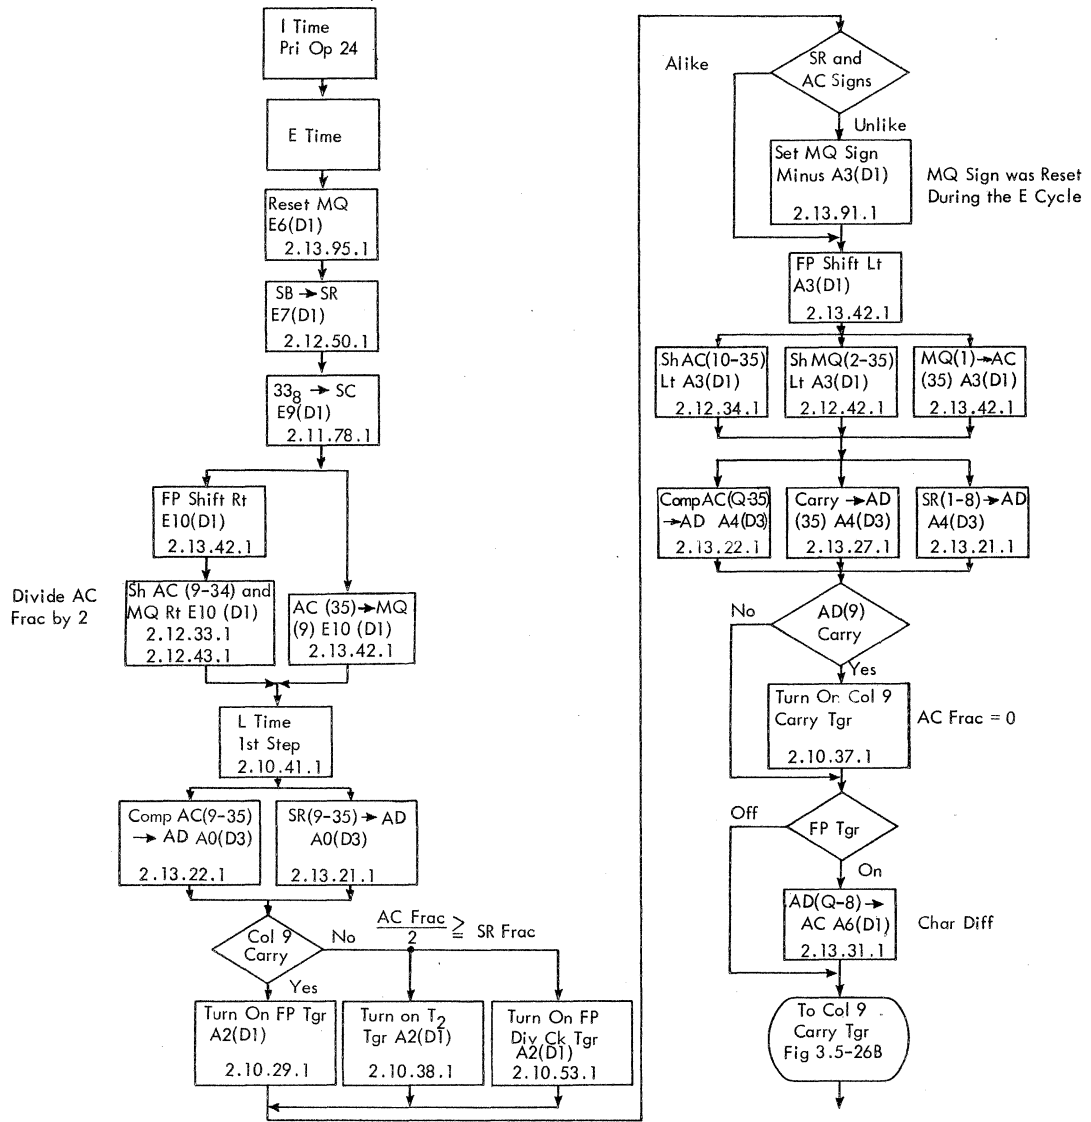 I Time
Pri Op 24
E Time
Reset MQ
E6(D1)
2.13.95.1
SB → SR
E7(D1)
2.12.50.1
33₈ → SC
E9(D1)
2.11.78.1
FP Shift Rt
E10(D1)
2.13.42.1
Divide AC
Frac by 2
Sh AC (9-34) and
MQ Rt E10 (D1)
2.12.33.1
2.12.43.1
AC (35)→MQ
(9) E10 (D1)
2.13.42.1
L Time
1st Step
2.10.41.1
Comp AC(9-35)
→ AD A0(D3)
2.13.22.1
SR(9-35)→ AD
A0(D3)
2.13.21.1
Col 9
Carry
No
AC Frac
2
≧ SR Frac
Yes
Turn On FP Tgr
A2(D1)
2.10.29.1
Turn on T₂
Tgr A2(D1)
2.10.38.1
Turn On FP
Div Ck Tgr
A2(D1)
2.10.53.1
SR and
AC Signs
Alike
Unlike
Set MQ Sign
Minus A3(D1)
2.13.91.1
MQ Sign was Reset
During the E Cycle
FP Shift Lt
A3(D1)
2.13.42.1
Sh AC(10-35)
Lt A3(D1)
2.12.34.1
Sh MQ(2-35)
Lt A3(D1)
2.12.42.1
MQ(1)→AC
(35) A3(D1)
2.13.42.1
Comp AC(Q-35)
→AD A4(D3)
2.13.22.1
Carry →AD
(35) A4(D3)
2.13.27.1
SR(1-8)→AD
A4(D3)
2.13.21.1
No
AD(9)
Carry
Yes
Turn On Col 9
Carry Tgr
2.10.37.1
AC Frac = 0
Off
FP Tgr
On
AD(Q-8)→
AC A6(D1)
2.13.31.1
Char Diff
To Col 9
Carry Tgr
Fig 3.5-26B